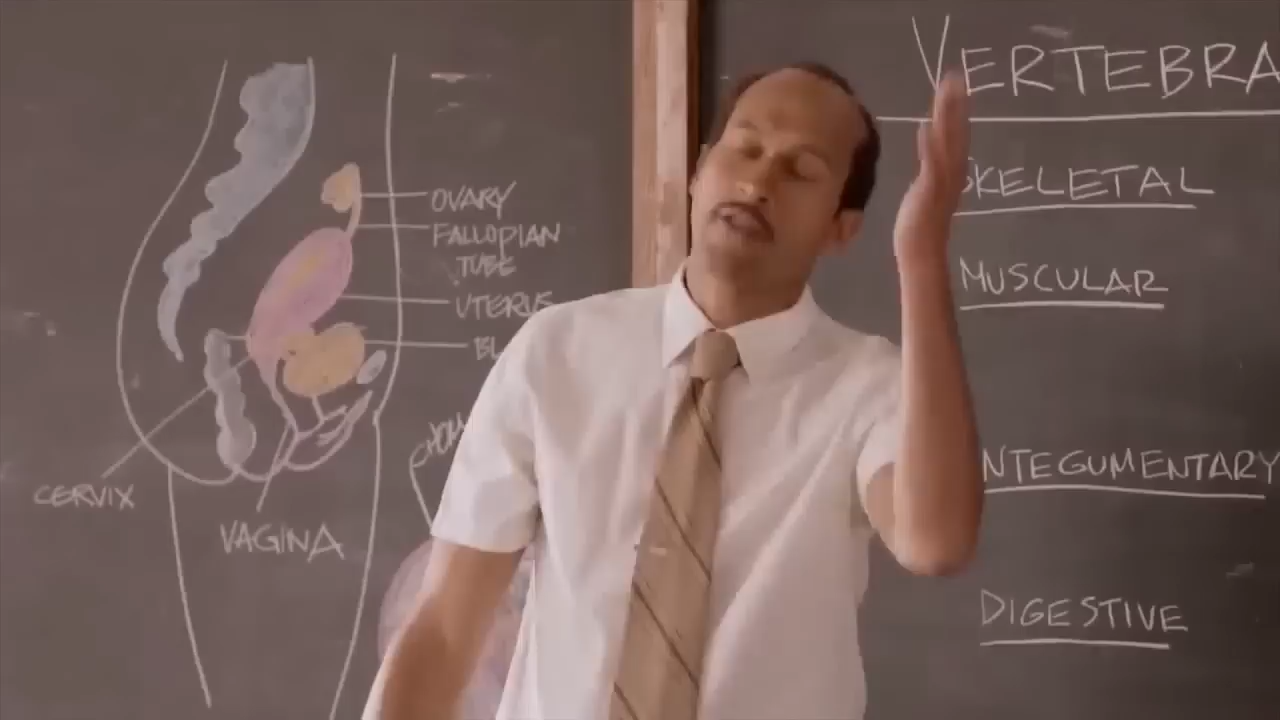 OVARY
FALLOPIAN
TUBE
UTERUS
CERVIX
VAGINA
VERTEBRA
SKELETAL
MUSCULAR
NTEGUMENTARY
DIGESTIVE